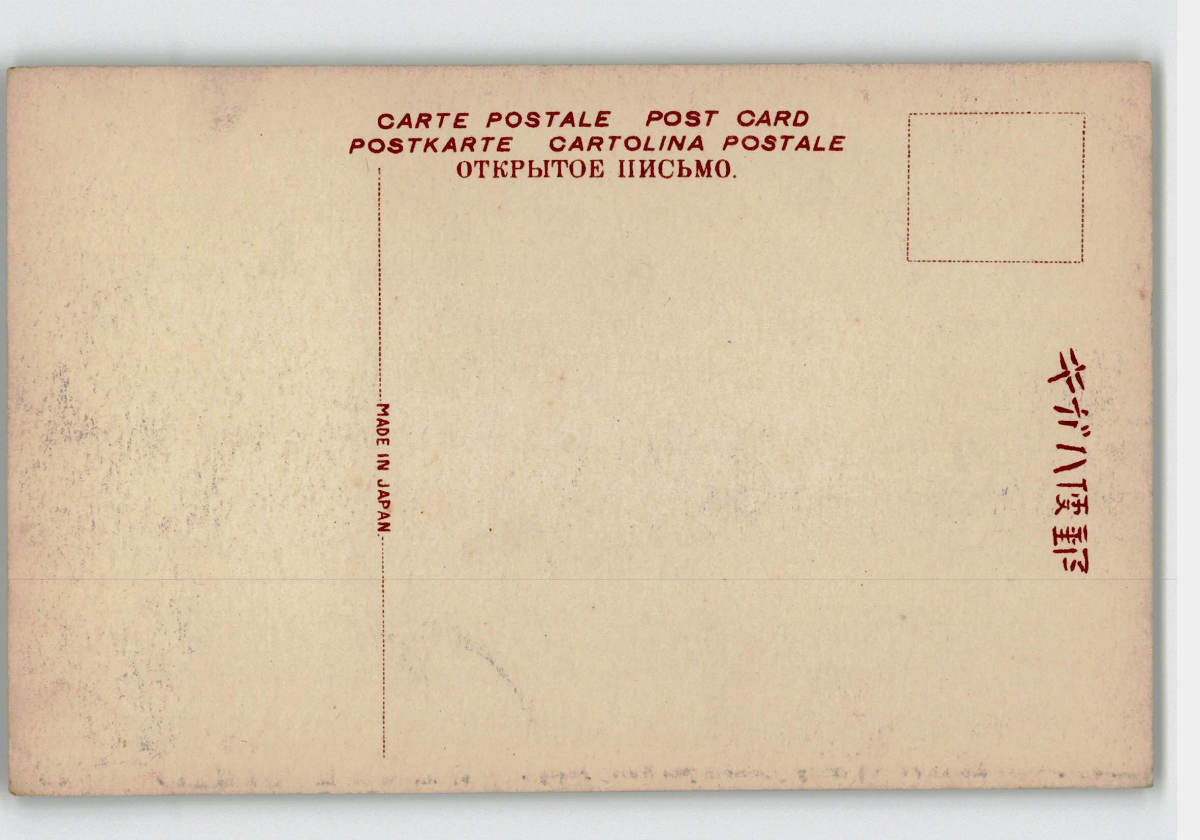 CARTE POSTALE POST CARD
POSTKARTE CARTOLINA POSTALE
ОТКРЫТОЕ ПИСЬМО.
MADE IN JAPAN.
郵便ハガキ